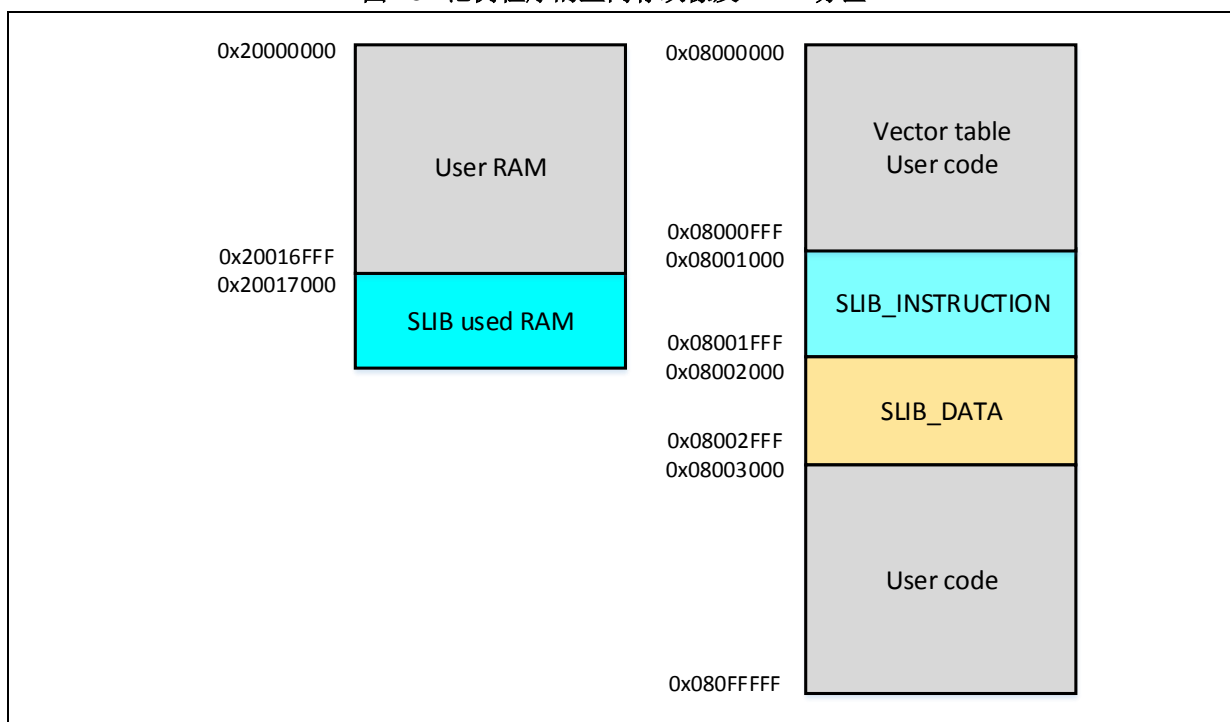 0x20000000
User RAM
0x20016FFF
0x20017000
SLIB used RAM
0x08000000
Vector table
User code
0x08000FFF
0x08001000
SLIB_INSTRUCTION
0x08001FFF
0x08002000
SLIB_DATA
0x08002FFF
0x08003000
User code
0x080FFFFF